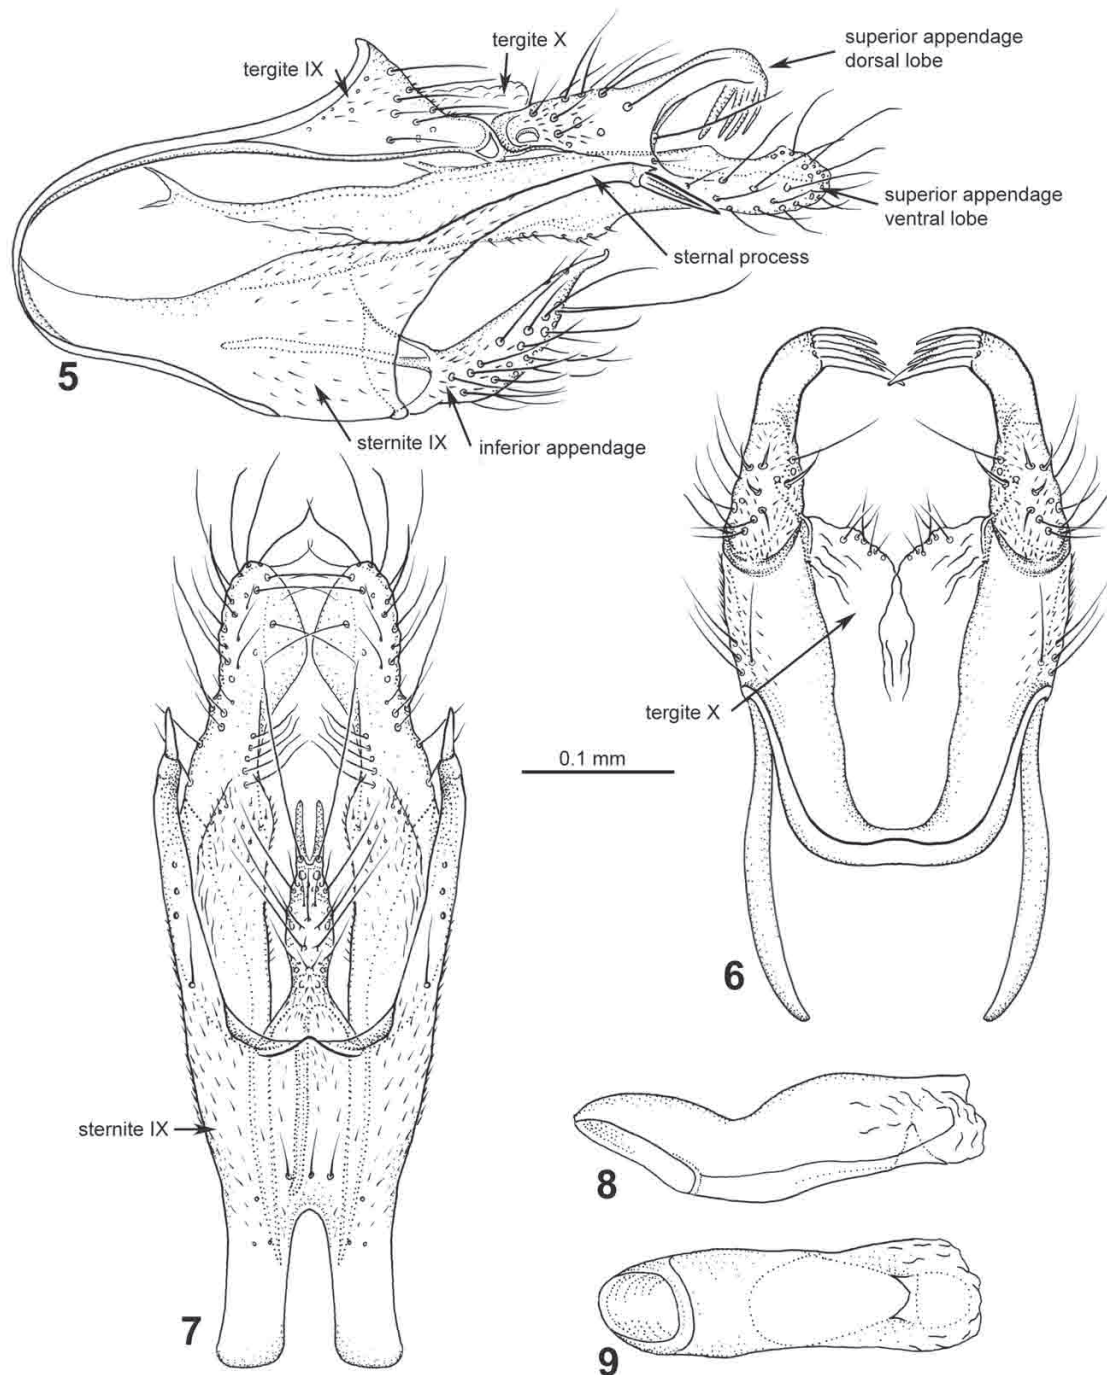 tergite IX
tergite X
superior appendage
dorsal lobe
superior appendage
ventral lobe
sternal process
5
sternite IX
inferior appendage
tergite X
0.1 mm
6
sternite IX
7
8
9